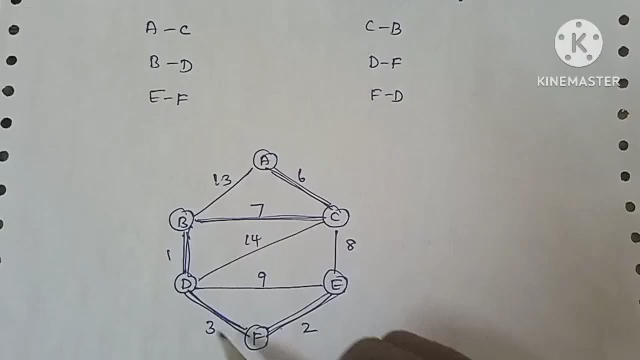 A-C C-B
B-D D-F
E-F F-D
K
KINEMASTER
A
13 6
B 7 C
14
1 8
D 9 E
3 2
F